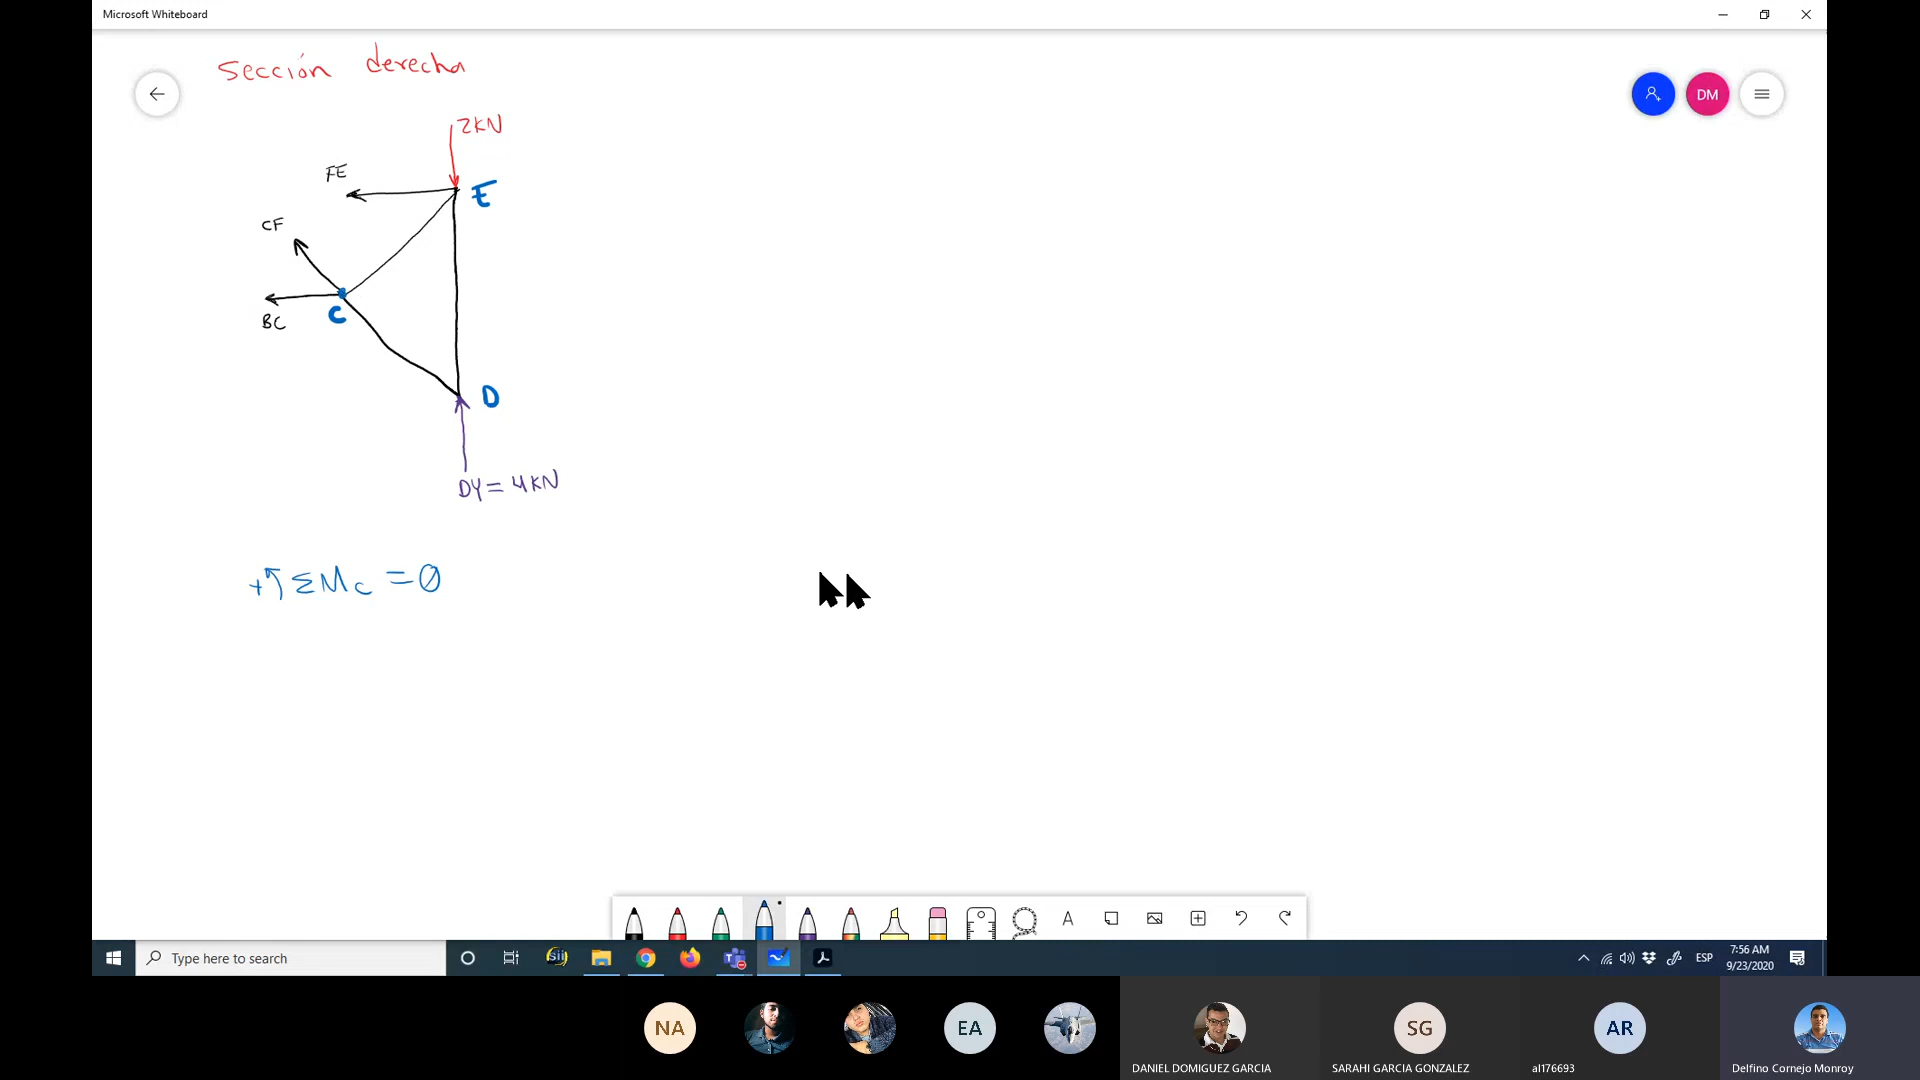 Microsoft Whiteboard
Sección derecha
DM
2KN
FE
E
CF
C
BC
D
DY = 4KN
+↰ ΣMc = 0
A
Type here to search
sii
ESP
7:56 AM
9/23/2020
NA
EA
SG
AR
DANIEL DOMIGUEZ GARCIA
SARAHI GARCIA GONZALEZ
al176693
Delfino Cornejo Monroy